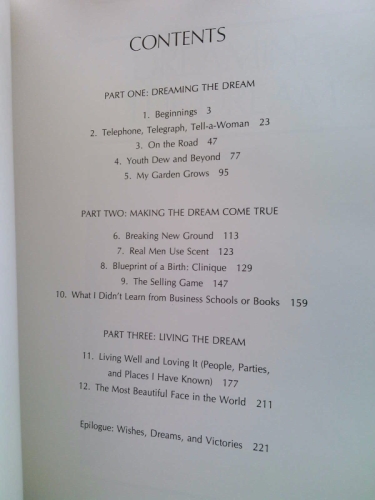 CONTENTS
PART ONE: DREAMING THE DREAM
1. Beginnings 3
2. Telephone, Telegraph, Tell-a-Woman 23
3. On the Road 47
4. Youth Dew and Beyond 77
5. My Garden Grows 95
PART TWO: MAKING THE DREAM COME TRUE
6. Breaking New Ground 113
7. Real Men Use Scent 123
8. Blueprint of a Birth: Clinique 129
9. The Selling Game 147
10. What I Didn't Learn from Business Schools or Books 159
PART THREE: LIVING THE DREAM
11. Living Well and Loving It (People, Parties,
and Places I Have Known) 177
12. The Most Beautiful Face in the World 211
Epilogue: Wishes, Dreams, and Victories 221